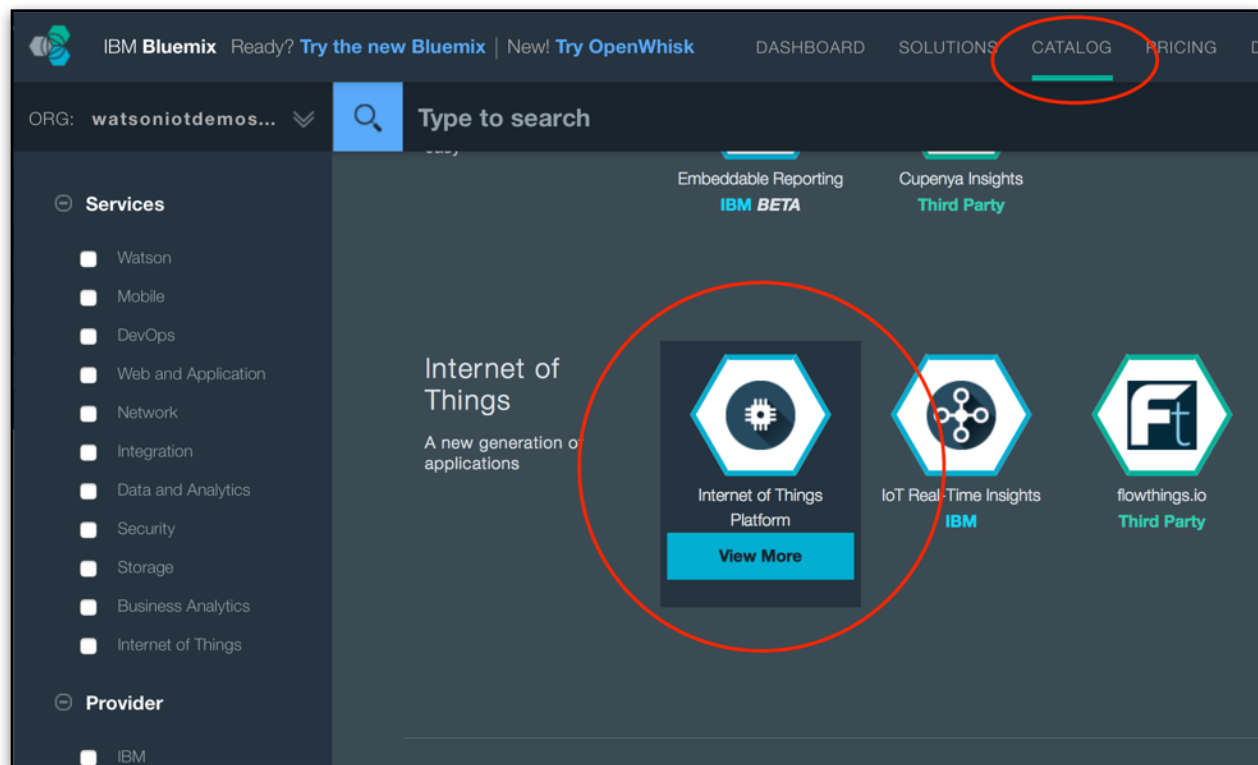 IBM Bluemix Ready? Try the new Bluemix | New! Try OpenWhisk DASHBOARD SOLUTIONS CATALOG PRICING D
ORG: watsoniotdemos... Type to search
Services
Watson
Mobile
DevOps
Web and Application
Network
Integration
Data and Analytics
Security
Storage
Business Analytics
Internet of Things
Provider
IBM
easy
Embeddable Reporting
IBM BETA
Cupenya Insights
Third Party
Internet of
Things
A new generation of
applications
Internet of Things
Platform
View More
IoT Real-Time Insights
IBM
Ft
flowthings.io
Third Party